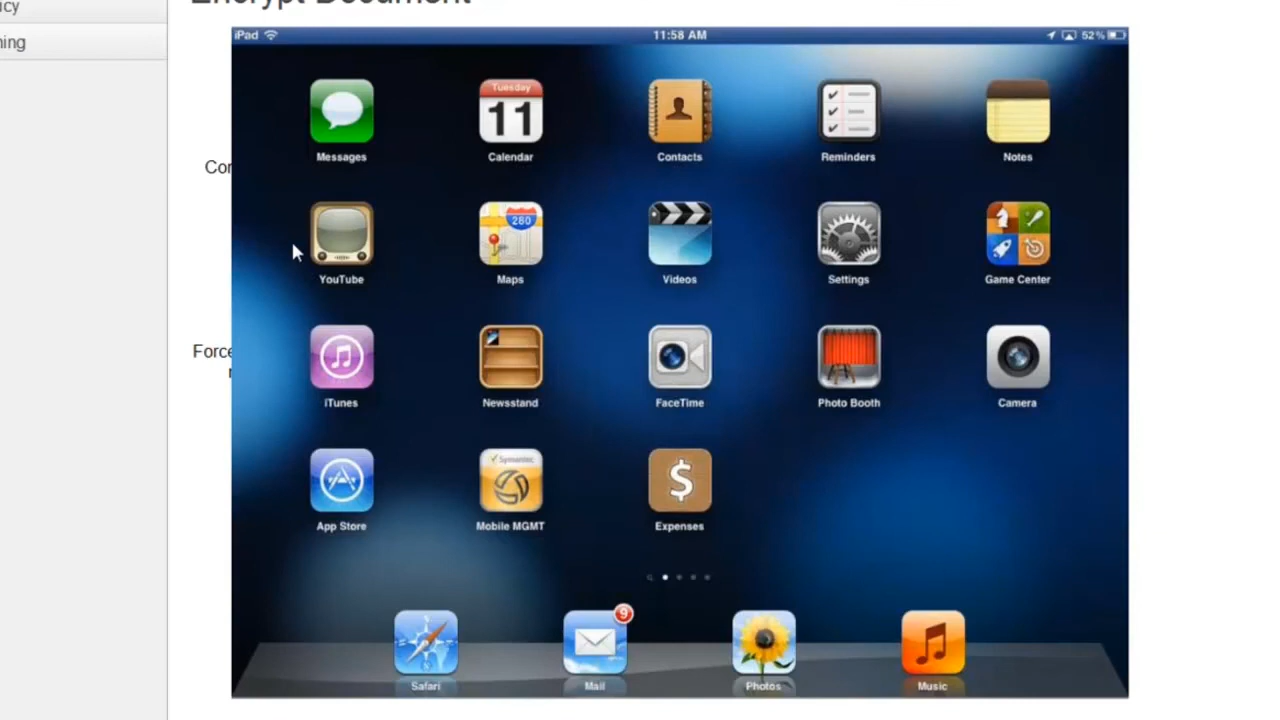 icy
Encrypt Document
ning
iPad 11:58 AM 52%
Tuesday
11
Messages Calendar Contacts Reminders Notes
Cor
280
YouTube Maps Videos Settings Game Center
Force
iTunes Newsstand FaceTime Photo Booth Camera
Symantec
$
App Store Mobile MGMT Expenses
9
N
S
Safari Mail Photos Music